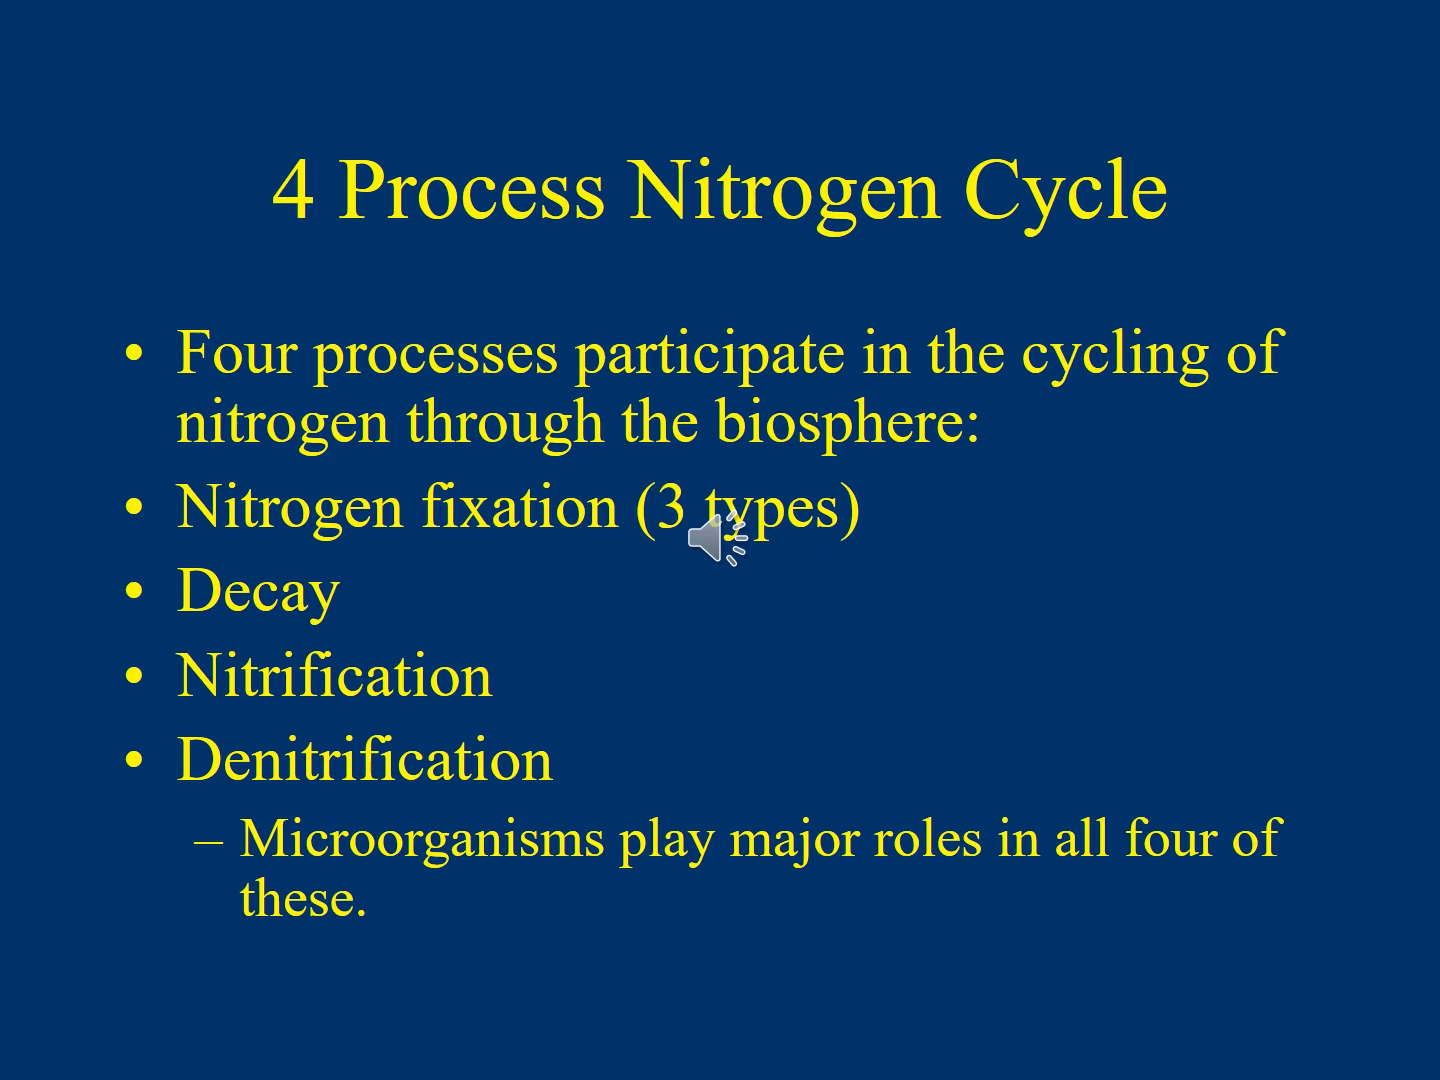 4 Process Nitrogen Cycle
• Four processes participate in the cycling of
nitrogen through the biosphere:
• Nitrogen fixation (3 types)
• Decay
• Nitrification
• Denitrification
– Microorganisms play major roles in all four of
these.